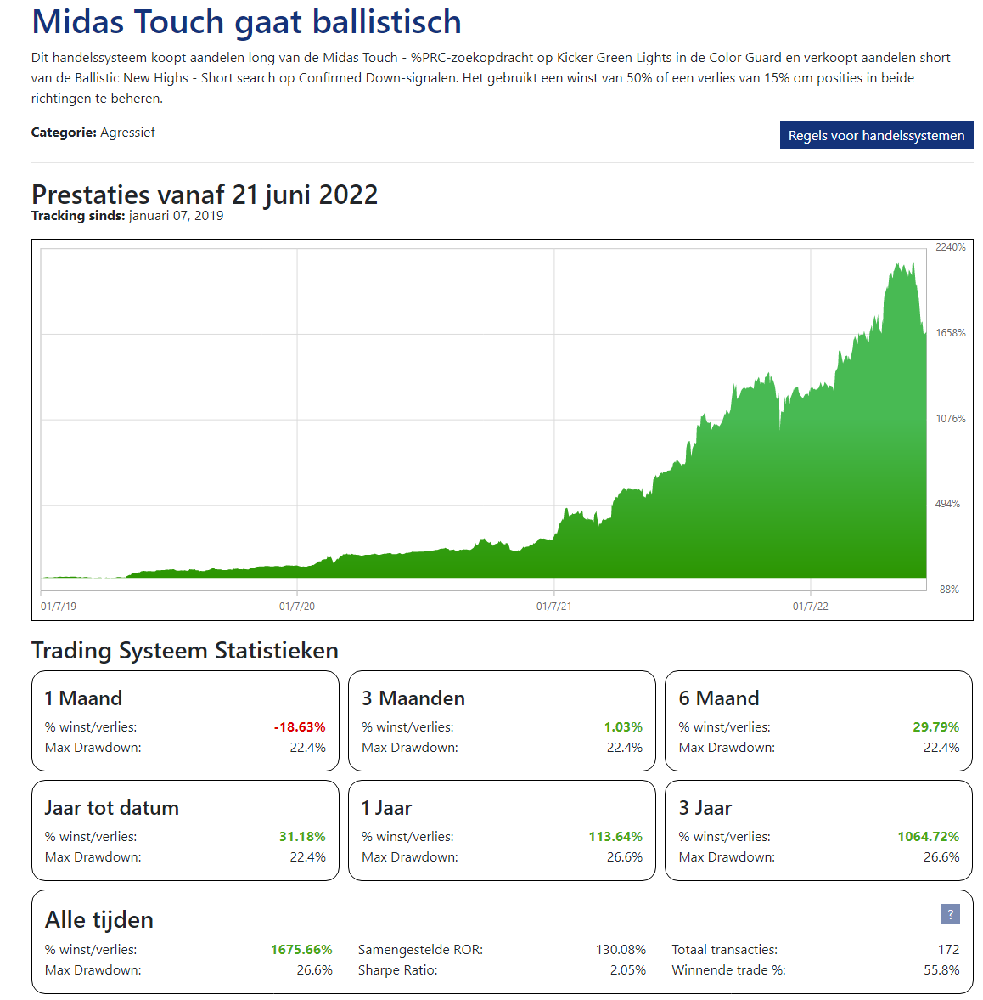 Midas Touch gaat ballistisch
Dit handelssysteem koopt aandelen long van de Midas Touch - %PRC-zoekopdracht op Kicker Green Lights in de Color Guard en verkoopt aandelen short
van de Ballistic New Highs - Short search op Confirmed Down-signalen. Het gebruikt een winst van 50% of een verlies van 15% om posities in beide
richtingen te beheren.
Categorie: Agressief
Regels voor handelssystemen
Prestaties vanaf 21 juni 2022
Tracking sinds: januari 07, 2019
2240%
1658%
1076%
494%
-88%
01/7/19 01/7/20 01/7/21 01/7/22
Trading Systeem Statistieken
1 Maand
% winst/verlies: -18.63%
Max Drawdown: 22.4%
3 Maanden
% winst/verlies: 1.03%
Max Drawdown: 22.4%
6 Maand
% winst/verlies: 29.79%
Max Drawdown: 22.4%
Jaar tot datum
% winst/verlies: 31.18%
Max Drawdown: 22.4%
1 Jaar
% winst/verlies: 113.64%
Max Drawdown: 26.6%
3 Jaar
% winst/verlies: 1064.72%
Max Drawdown: 26.6%
Alle tijden ?
% winst/verlies: 1675.66% Samengestelde ROR: 130.08% Totaal transacties: 172
Max Drawdown: 26.6% Sharpe Ratio: 2.05% Winnende trade %: 55.8%